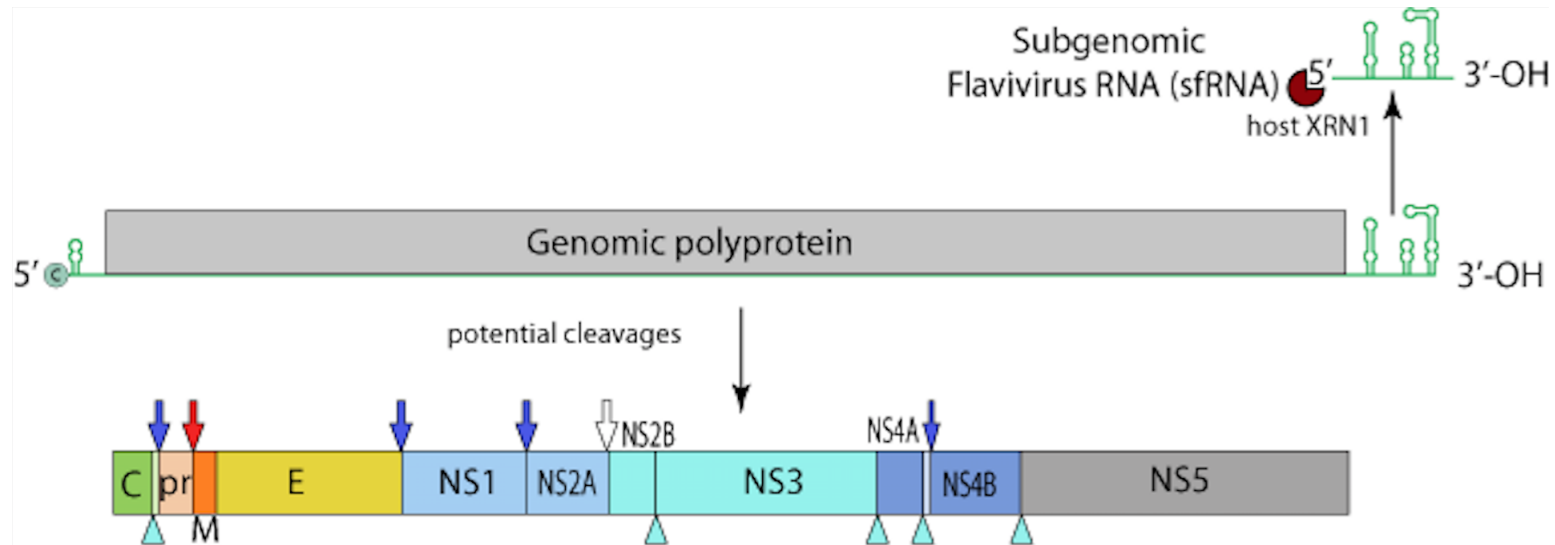 Subgenomic
Flavivirus RNA (sfRNA) 5′ 3′-OH
host XRN1
Genomic polyprotein
5′ C 3′-OH
potential cleavages
NS2B NS4A
C pr E NS1 NS2A NS3 NS4B NS5
M